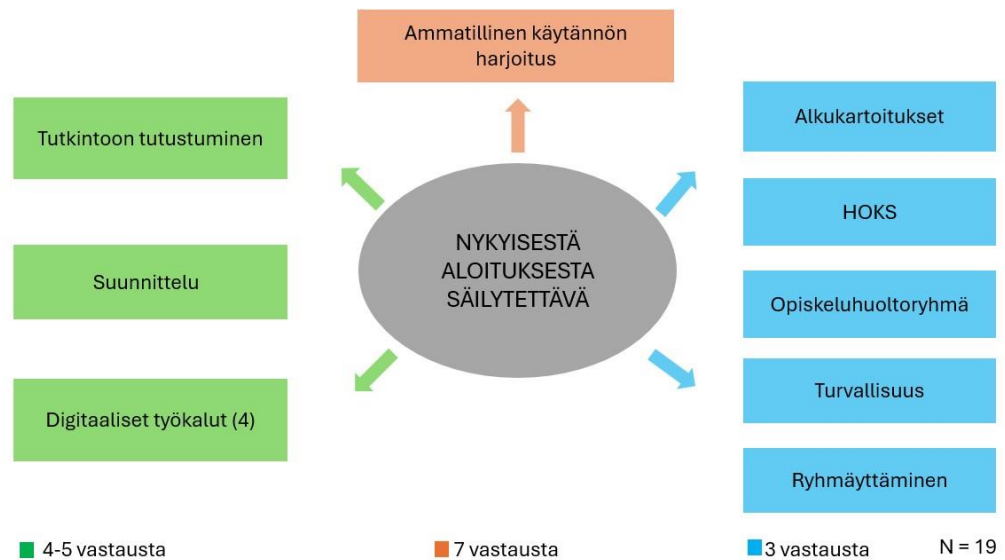 Ammatillinen käytännön
harjoitus
Tutkintoon tutustuminen
Suunnittelu
Digitaaliset työkalut (4)
NYKYISESTÄ
ALOITUKSESTA
SÄILYTETTÄVÄ
Alkukartoitukset
HOKS
Opiskeluhuoltoryhmä
Turvallisuus
Ryhmäyttäminen
4-5 vastausta
7 vastausta
3 vastausta
N = 19